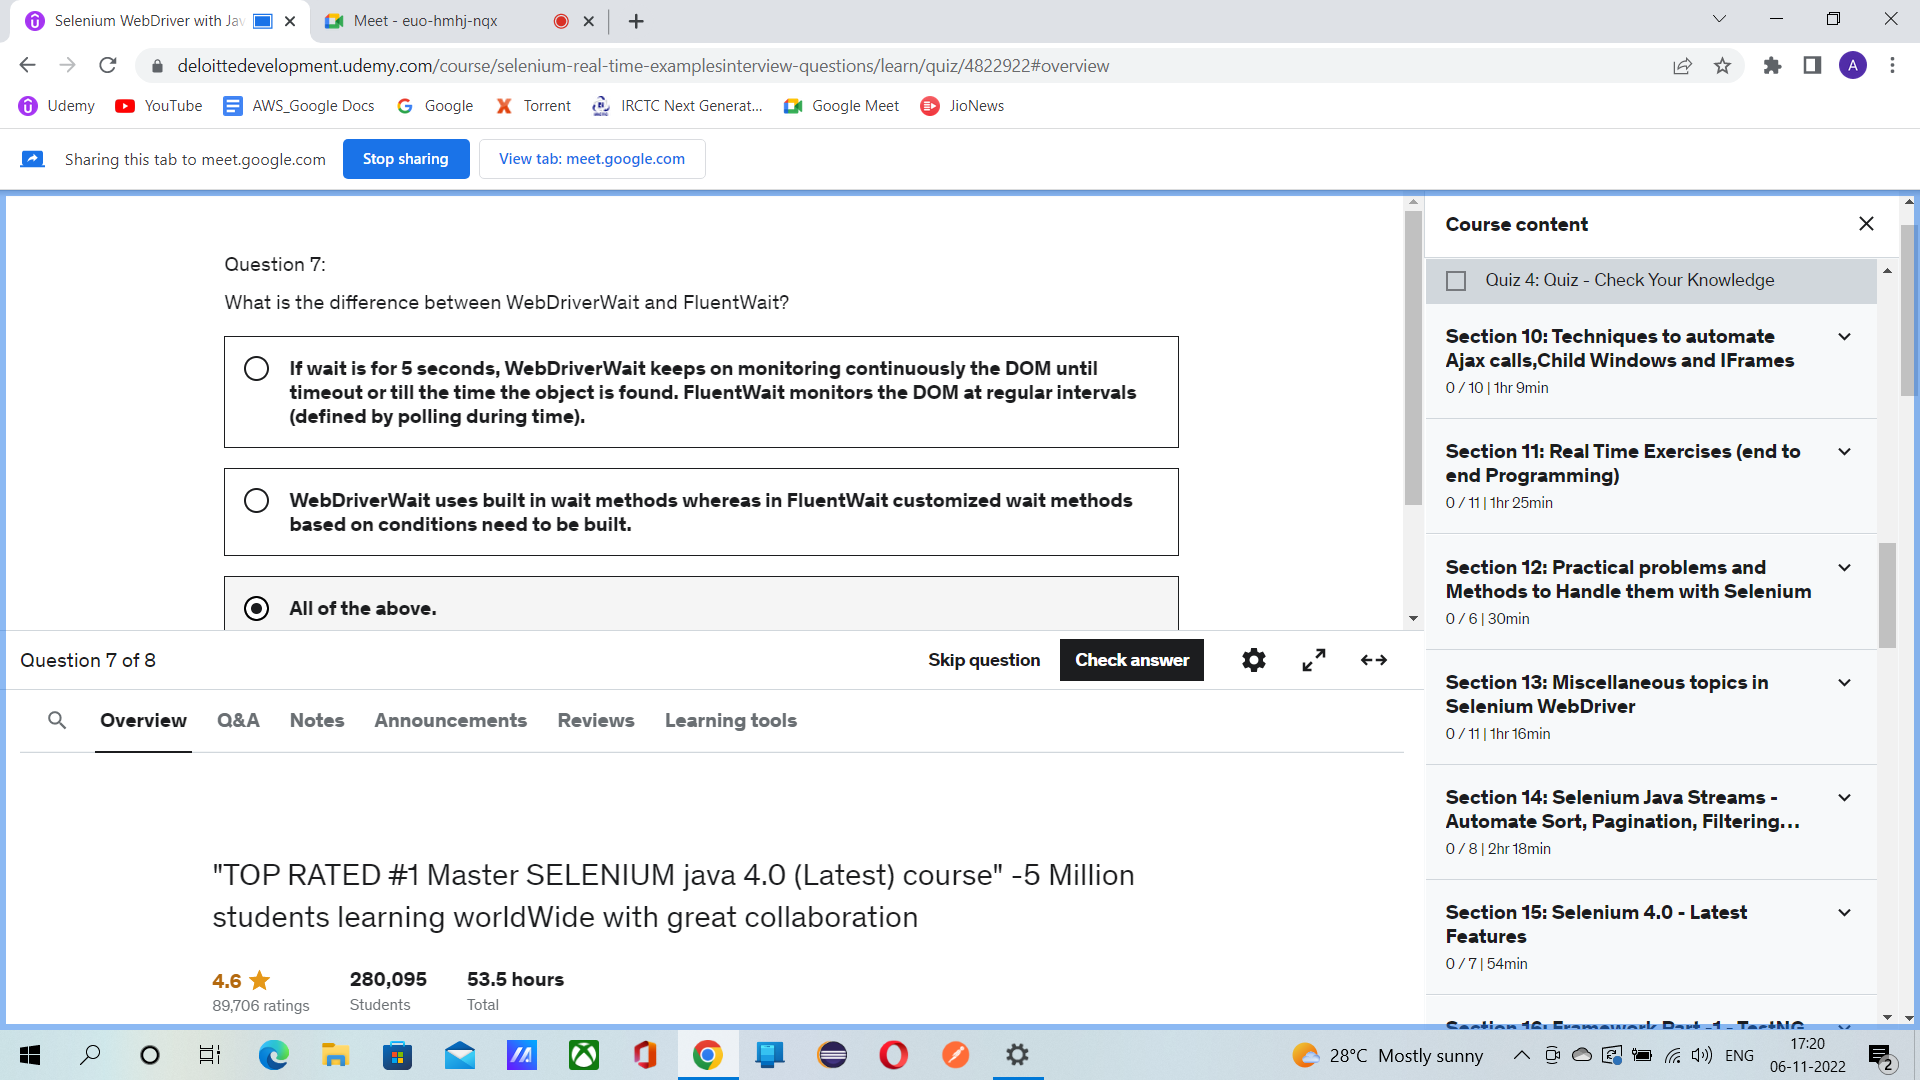 Selenium WebDriver with Jav
Meet - euo-hmhj-nqx
deloittedevelopment.udemy.com/course/selenium-real-time-examplesinterview-questions/learn/quiz/4822922#overview
A
Udemy
YouTube
AWS_Google Docs
Google
Torrent
IRCTC Next Generat...
Google Meet
JioNews
Sharing this tab to meet.google.com
Stop sharing
View tab: meet.google.com
Question 7:
What is the difference between WebDriverWait and FluentWait?
If wait is for 5 seconds, WebDriverWait keeps on monitoring continuously the DOM until
timeout or till the time the object is found. FluentWait monitors the DOM at regular intervals
(defined by polling during time).
WebDriverWait uses built in wait methods whereas in FluentWait customized wait methods
based on conditions need to be built.
All of the above.
Question 7 of 8
Skip question
Check answer
Overview
Q&A
Notes
Announcements
Reviews
Learning tools
"TOP RATED #1 Master SELENIUM java 4.0 (Latest) course" -5 Million
students learning worldWide with great collaboration
4.6
280,095
53.5 hours
89,706 ratings
Students
Total
Course content
Quiz 4: Quiz - Check Your Knowledge
Section 10: Techniques to automate
Ajax calls,Child Windows and IFrames
0 / 10 | 1hr 9min
Section 11: Real Time Exercises (end to
end Programming)
0 / 11 | 1hr 25min
Section 12: Practical problems and
Methods to Handle them with Selenium
0 / 6 | 30min
Section 13: Miscellaneous topics in
Selenium WebDriver
0 / 11 | 1hr 16min
Section 14: Selenium Java Streams -
Automate Sort, Pagination, Filtering...
0 / 8 | 2hr 18min
Section 15: Selenium 4.0 - Latest
Features
0 / 7 | 54min
Section 16: Framework Part -1 - TestNG
28°C Mostly sunny
ENG
17:20
06-11-2022
2